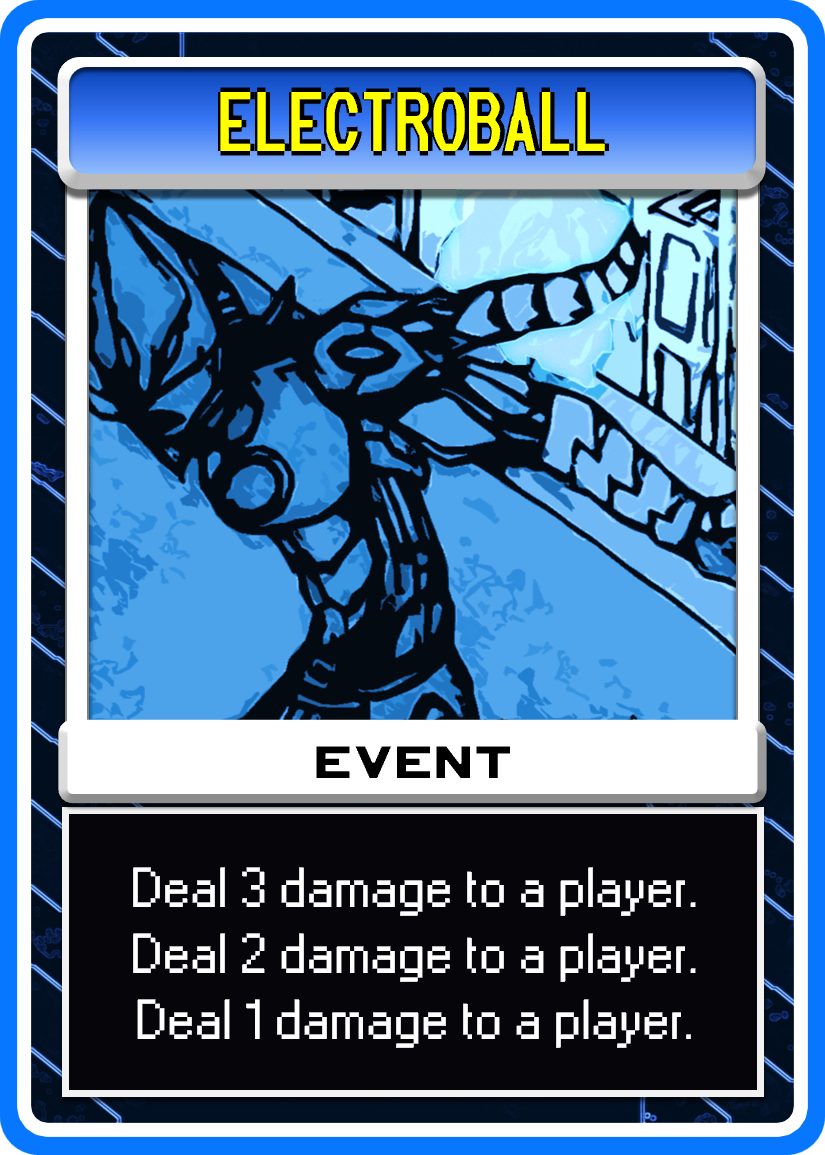 ELECTROBALL
EVENT
Deal 3 damage to a player.
Deal 2 damage to a player.
Deal 1 damage to a player.